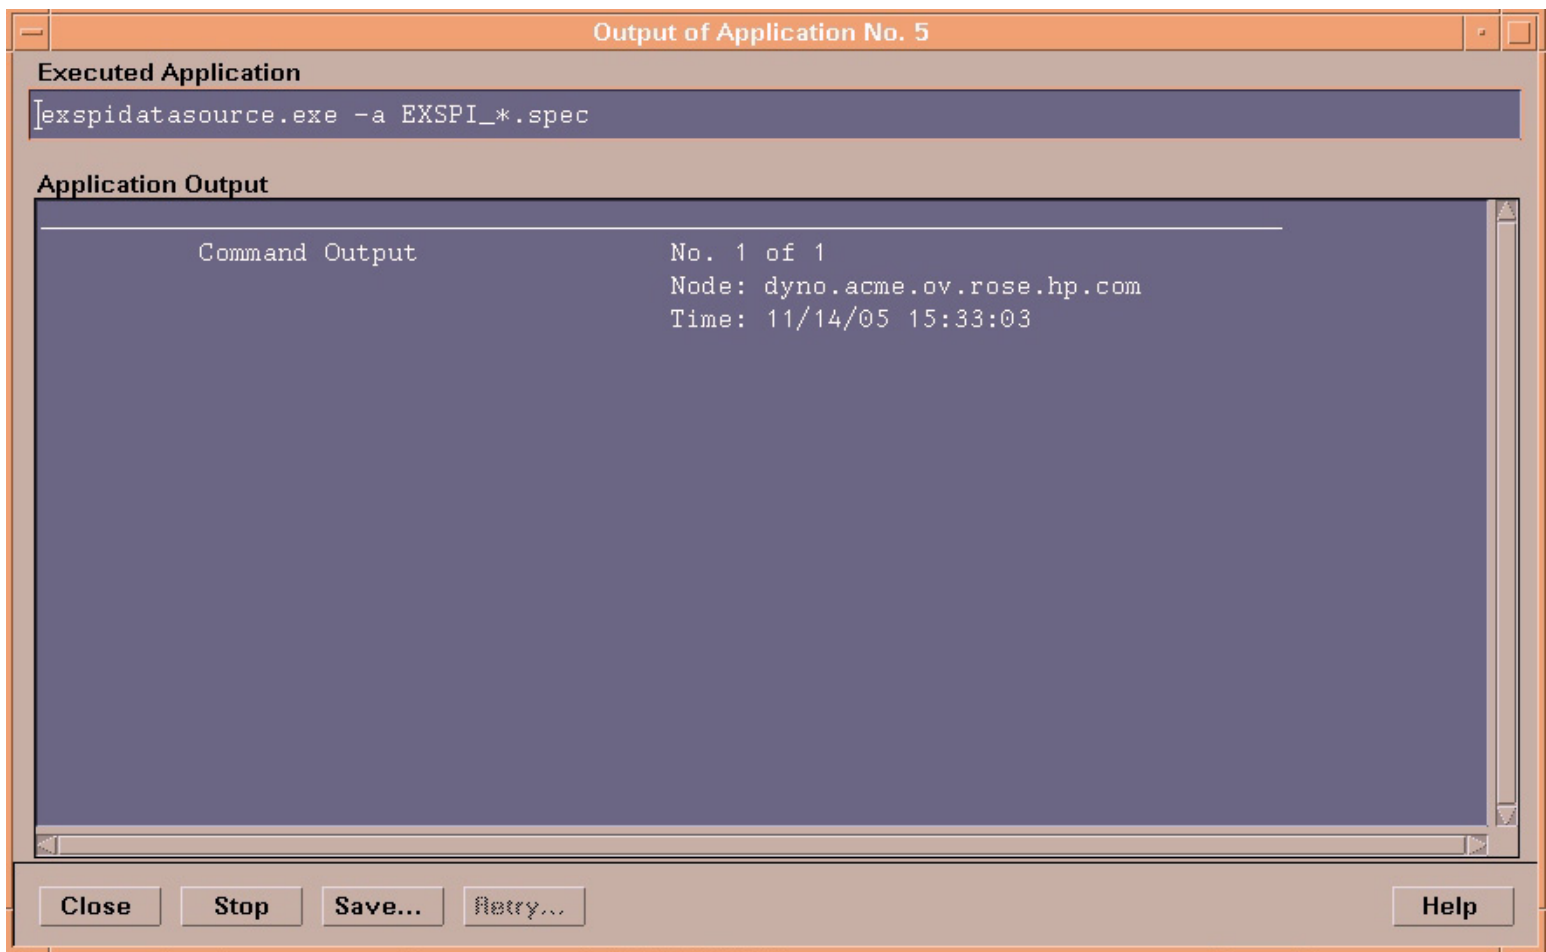 Output of Application No. 5
Executed Application
exspidatasource.exe -a EXSPI_*.spec
Application Output
Command Output No. 1 of 1
Node: dyno.acme.ov.rose.hp.com
Time: 11/14/05 15:33:03
Close Stop Save... Retry... Help